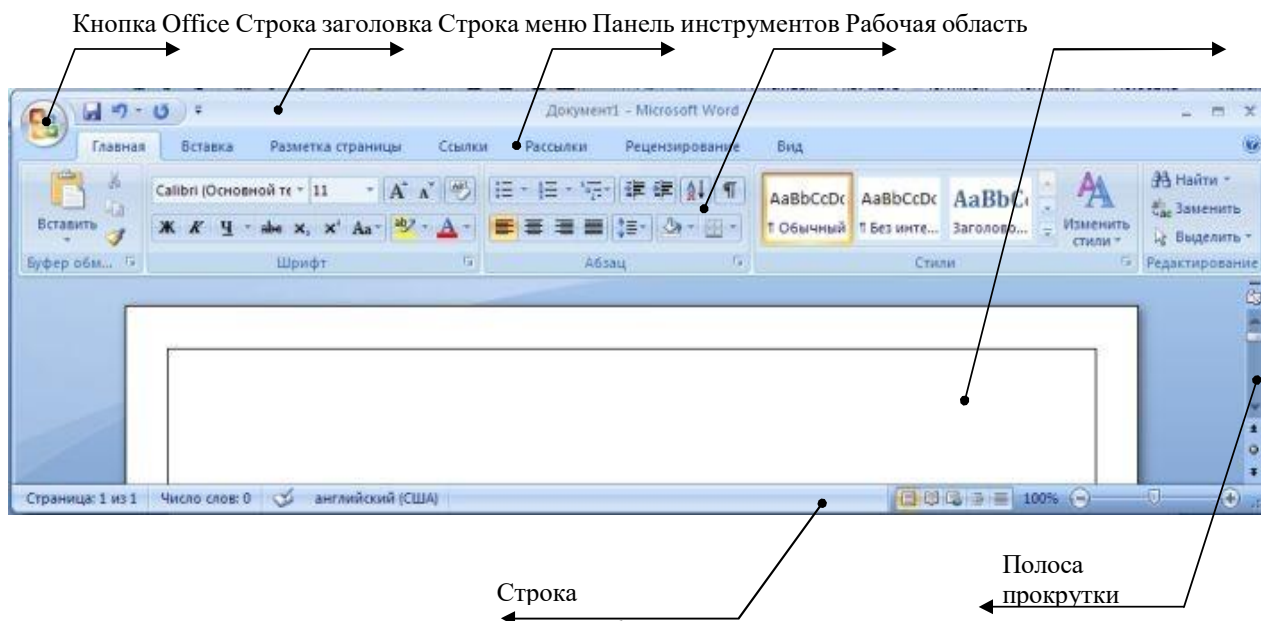 Кнопка Office Строка заголовка Строка меню Панель инструментов Рабочая область
Документ1 - Microsoft Word
Главная Вставка Разметка страницы Ссылки Рассылки Рецензирование Вид
Calibri (Основной те 11
Вставить
Ж К Ч abc x, x² Aa
AaBbCcDc AaBbCcDc AaBbC
¶ Обычный ¶ Без инте... Заголово...
Изменить
стили
Найти
Заменить
Выделить
Буфер обм... Шрифт Абзац Стили Редактирование
Страница: 1 из 1 Число слов: 0 английский (США) 100%
Строка
Полоса
прокрутки